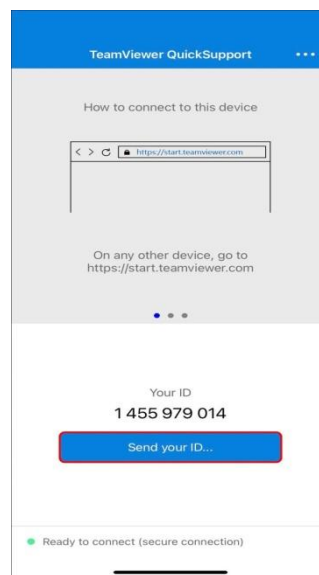 TeamViewer QuickSupport
How to connect to this device
https://start.teamviewer.com
On any other device, go to
https://start.teamviewer.com
Your ID
1 455 979 014
Send your ID...
Ready to connect (secure connection)